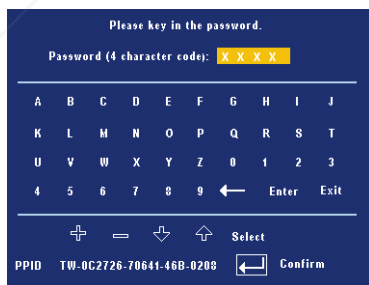 Please key in the password.
Password (4 character code): X X X X
A B C D E F G H I J
K L M N O P Q R S T
U V W X Y Z 0 1 2 3
4 5 6 7 8 9 ← Enter Exit
Select
PPID TW-0C2726-70641-46B-0208 Confirm